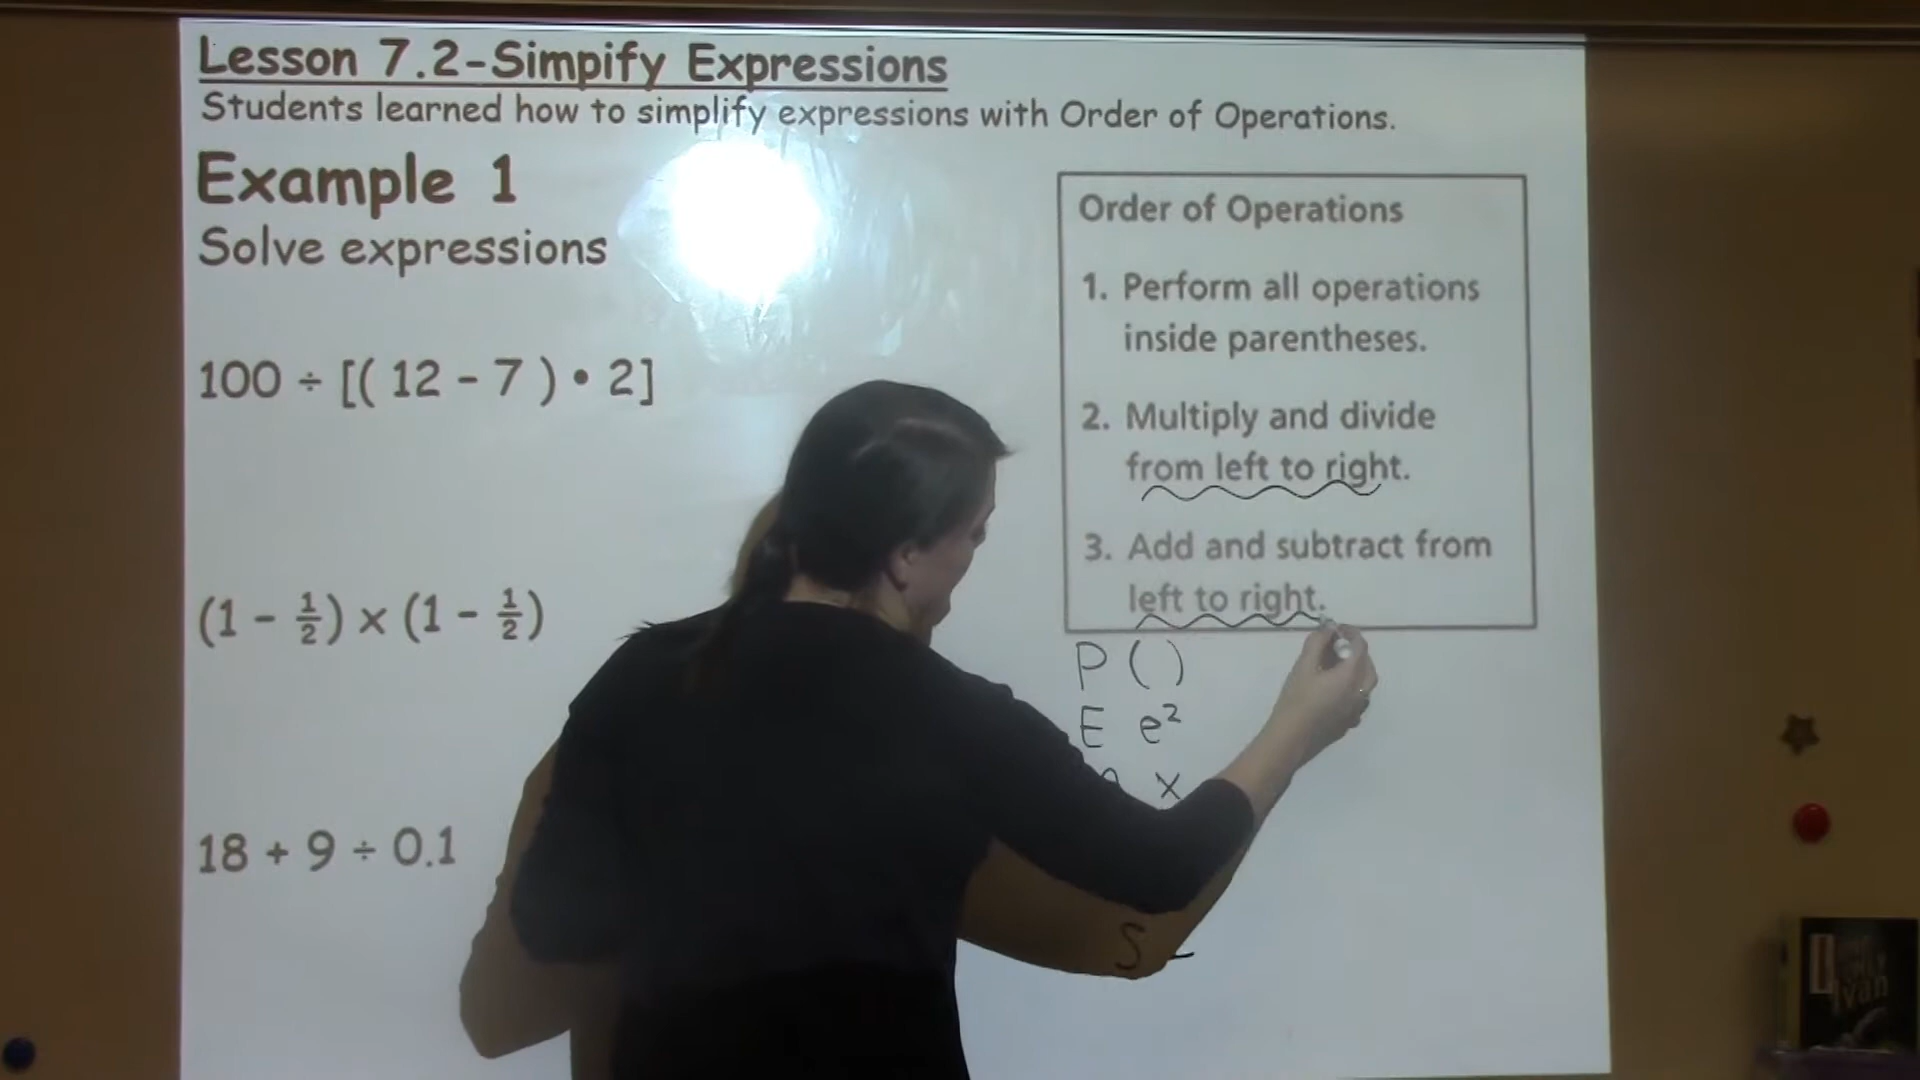 Lesson 7.2-Simpify Expressions
Students learned how to simplify expressions with Order of Operations.
Example 1
Solve expressions
100 ÷ [( 12 - 7 ) • 2]
(1 - 1/2) x (1 - 1/2)
18 + 9 ÷ 0.1
Order of Operations
1. Perform all operations
inside parentheses.
2. Multiply and divide
from left to right.
3. Add and subtract from
left to right.
P ( )
E e²
x
S -
Ivan